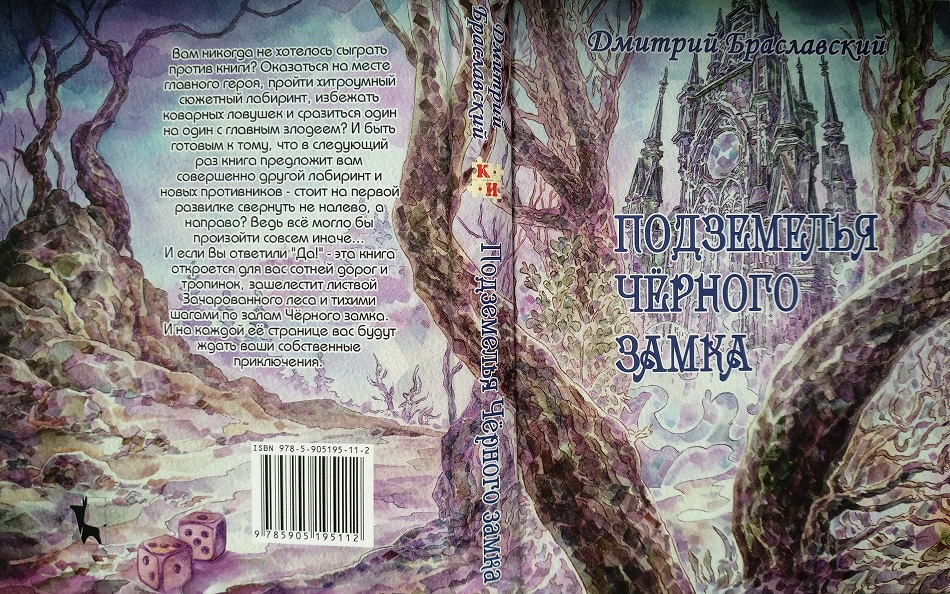 Вам никогда не хотелось сыграть
против книги? Оказаться на месте
главного героя, пройти хитроумный
сюжетный лабиринт, избежать
коварных ловушек и сразиться один
на один с главным злодеем? И быть
готовым к тому, что в следующий
раз книга предложит вам
совершенно другой лабиринт и
новых противников - стоит на первой
развилке свернуть не налево, а
направо? Ведь всё могло бы
произойти совсем иначе...
И если Вы ответили "Да!" - эта книга
откроется для вас сотней дорог и
тропинок, зашелестит листвой
Зачарованного леса и тихими
шагами по залам Чёрного замка.
И на каждой её странице вас будут
ждать ваши собственные
приключения.
ISBN 978-5-905195-11-2
9 785905 195112
Дмитрий
Браславский
К
И
Подземелья Чёрного замка
Дмитрий Браславский
ПОДЗЕМЕЛЬЯ
ЧЁРНОГО
ЗАМКА